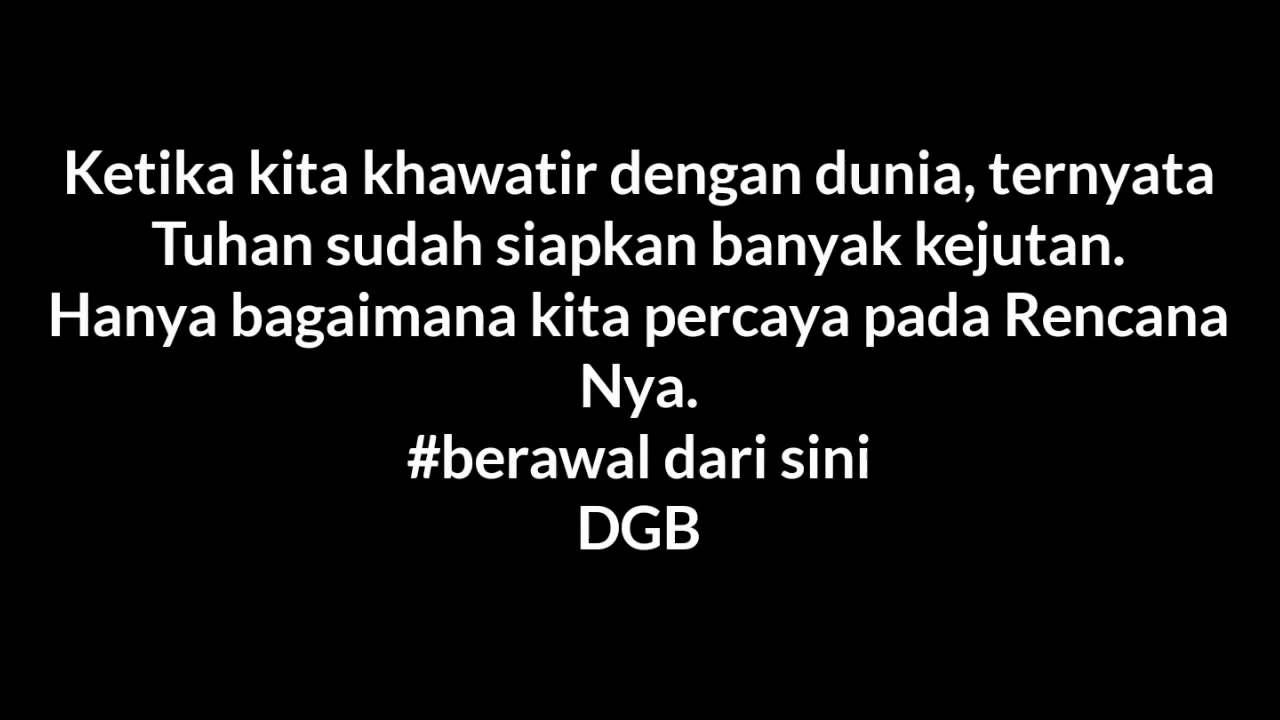 Ketika kita khawatir dengan dunia, ternyata
Tuhan sudah siapkan banyak kejutan.
Hanya bagaimana kita percaya pada Rencana
Nya.
#berawal dari sini
DGB